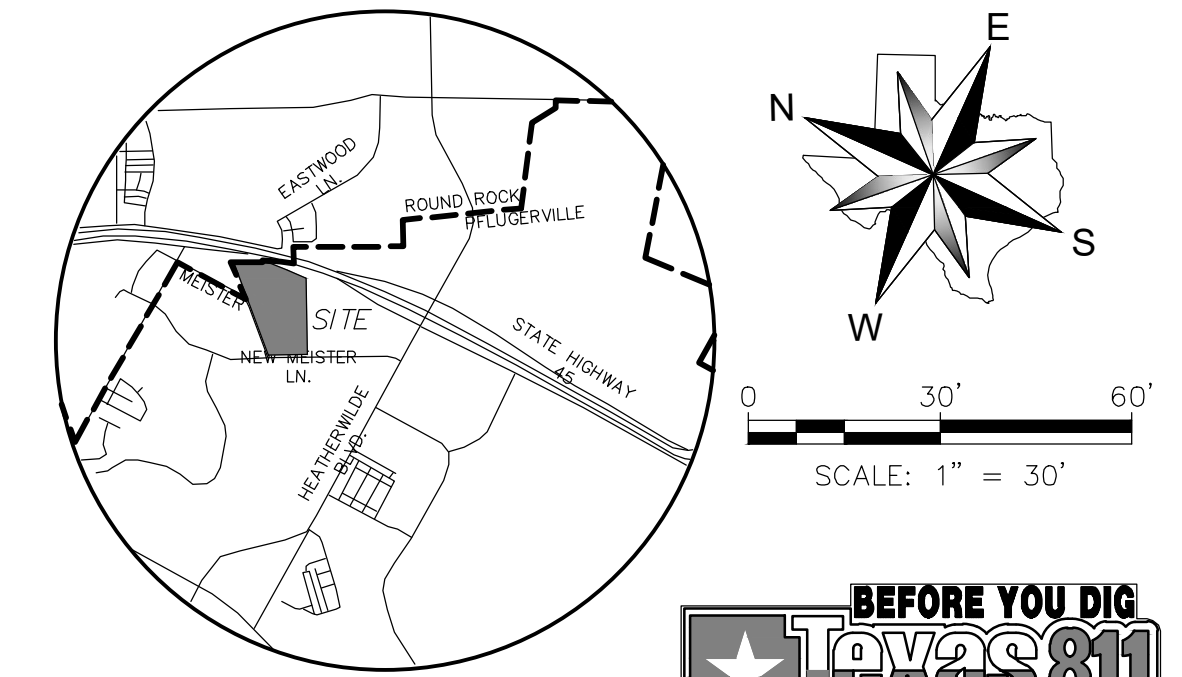 EASTWOOD
LN.
ROUND ROCK
PFLUGERVILLE
MEISTER
SITE
NEW MEISTER
LN.
STATE HIGHWAY
45
HEATHERWILDE
BLVD.
E
N
S
W
0 30' 60'
SCALE: 1" = 30'
BEFORE YOU DIG
Texas 811